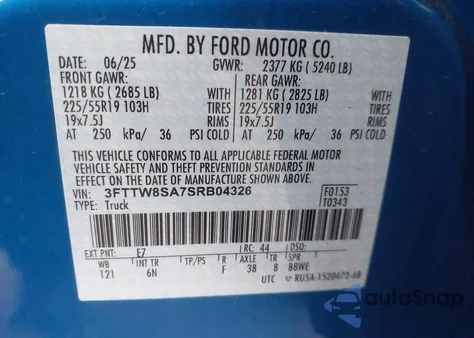 MFD. BY FORD MOTOR CO.
DATE: 06/25 GVWR: 2377 KG ( 5240 LB)
FRONT GAWR: REAR GAWR:
1218 KG ( 2685 LB) 1281 KG ( 2825 LB)
225/55R19 103H TIRES 225/55R19 103H TIRES
19x7.5J RIMS 19x7.5J RIMS
AT 250 kPa/ 36 PSI COLD AT 250 kPa/ 36 PSI COLD
THIS VEHICLE CONFORMS TO ALL APPLICABLE FEDERAL MOTOR
VEHICLE SAFETY AND THEFT PREVENTION STANDARDS IN
EFFECT ON THE DATE OF MANUFACTURE SHOWN ABOVE.
VIN: 3FTTW8SA7SRB04326 F0153
TYPE: Truck T0343
EXT PNT: E7 RC: 44 DSO:
WB INT TR TP/PS R AXLE TR SPR
121 6N F 38 8 BBWE
UTC
autoSnap